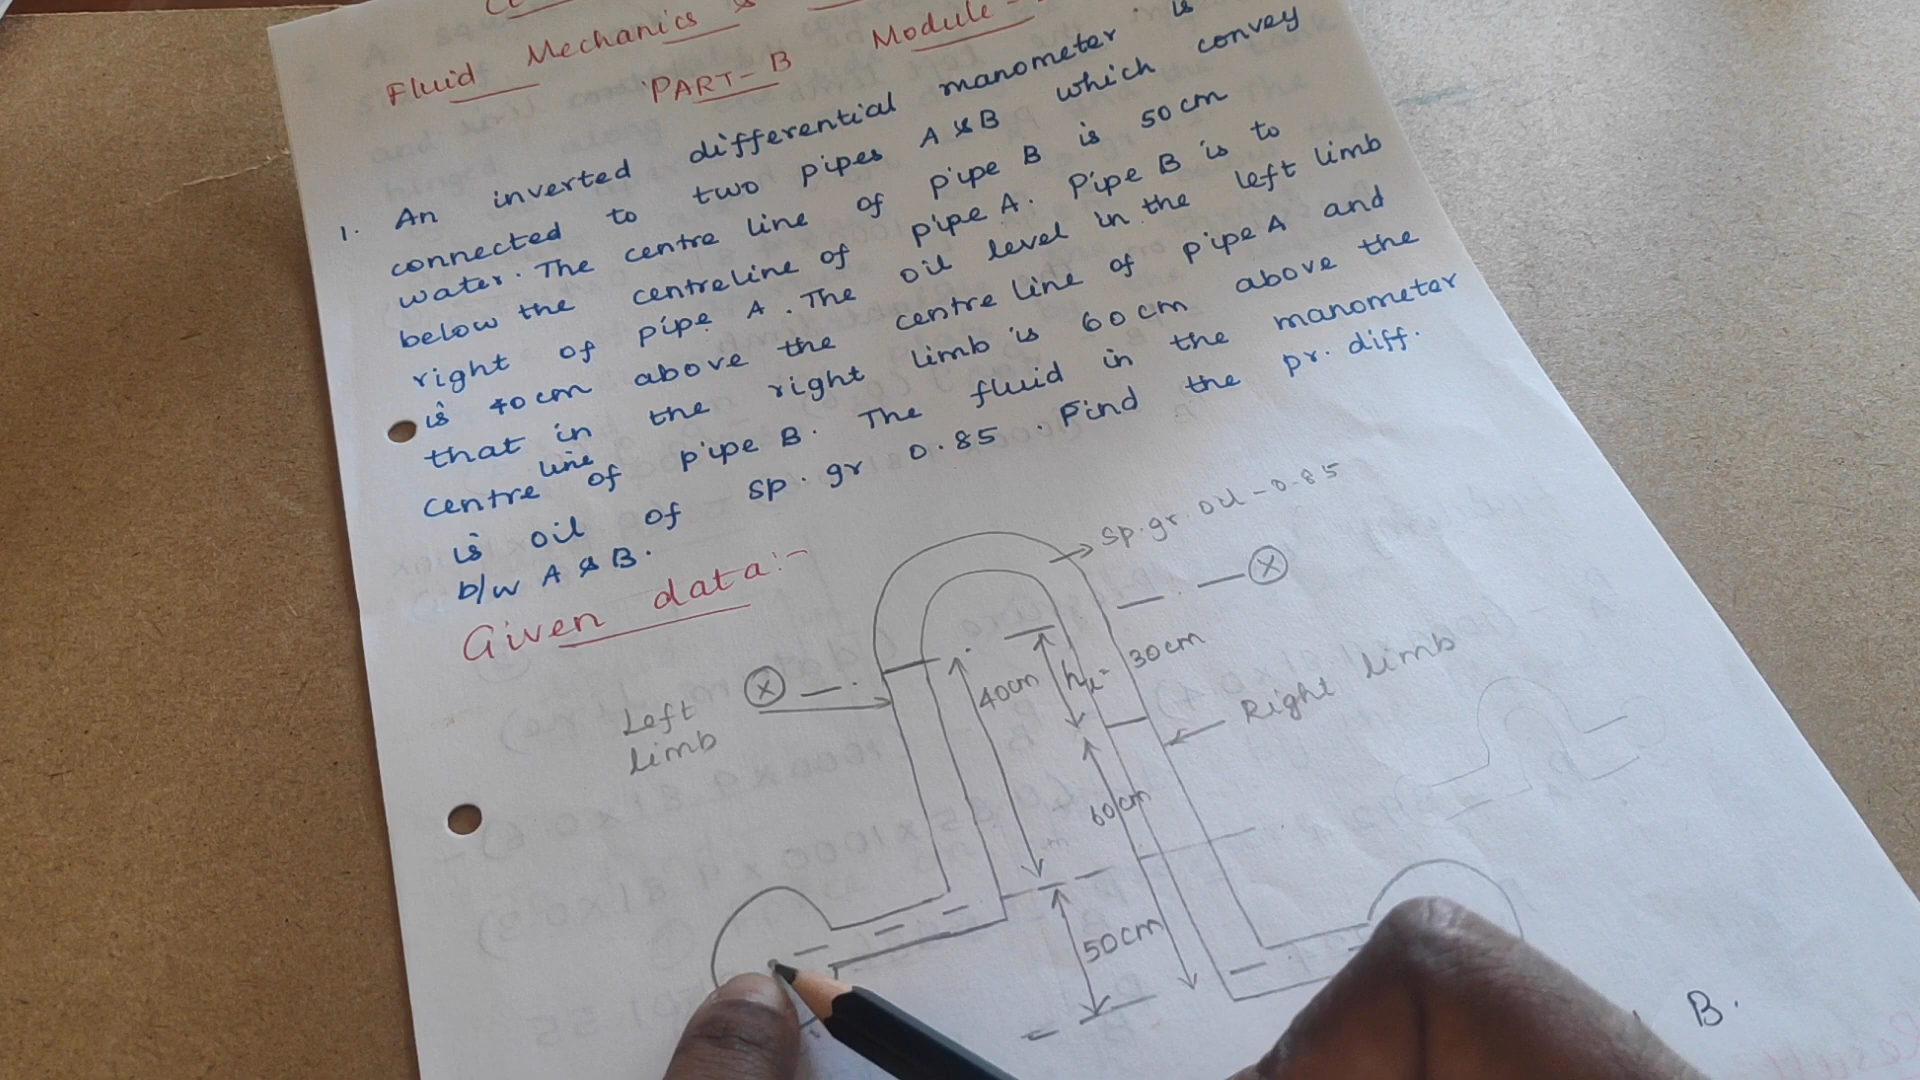 Fluid Mechanics &
PART-B Module-
1. An inverted differential manometer is
connected to two pipes A & B which convey
water. The centre line of pipe B is 50 cm
below the centreline of pipe A. Pipe B is to
right of pipe A. The oil level in the left limb
is 40 cm above the centre line of pipe A and
that in the right limb is 60 cm above the
centre line of pipe B. The fluid in the manometer
is oil of sp. gr 0.85. Find the pr. diff.
b/w A & B.
Given data:-
sp.gr.oil-0.85
X
X
Left
limb
40cm
hx=
30cm
Right limb
60cm
50cm
B.